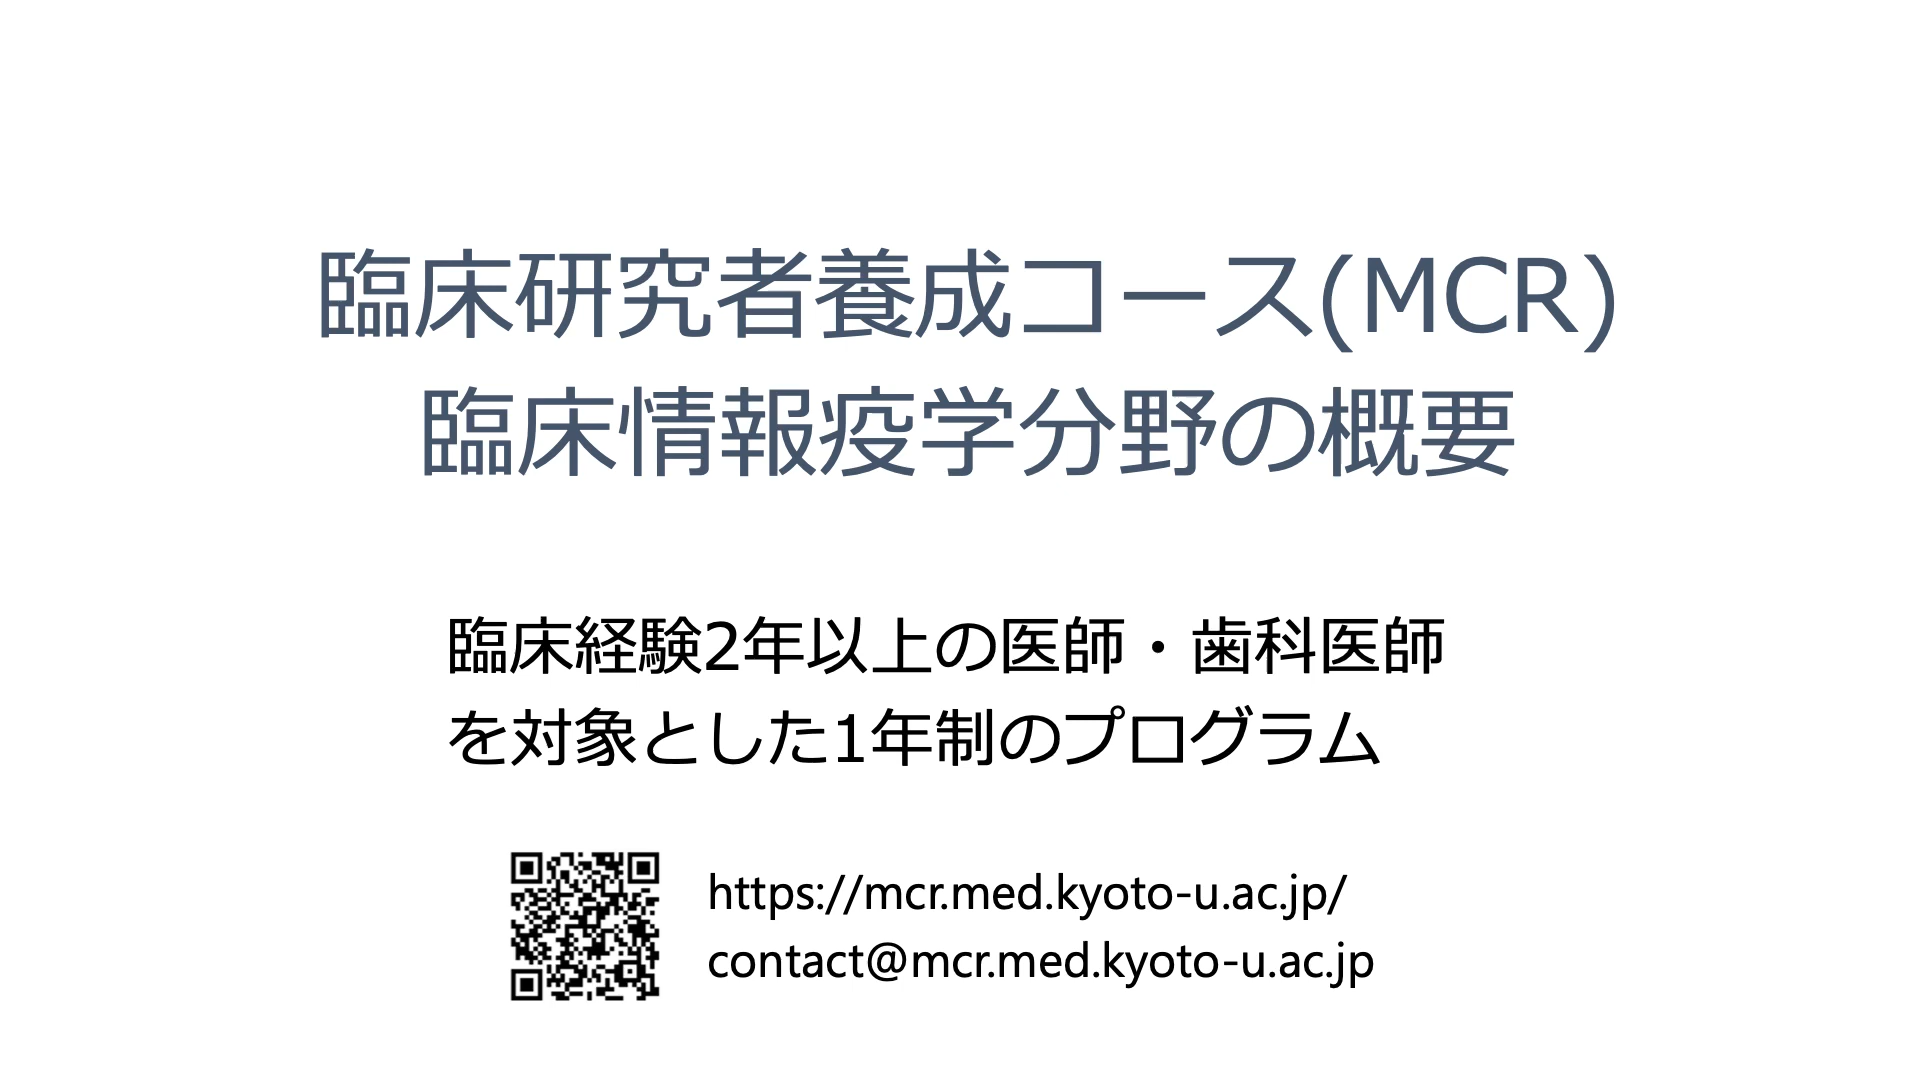 臨床研究者養成コース(MCR)
臨床情報疫学分野の概要
臨床経験2年以上の医師・歯科医師
を対象とした1年制のプログラム
https://mcr.med.kyoto-u.ac.jp/
contact@mcr.med.kyoto-u.ac.jp